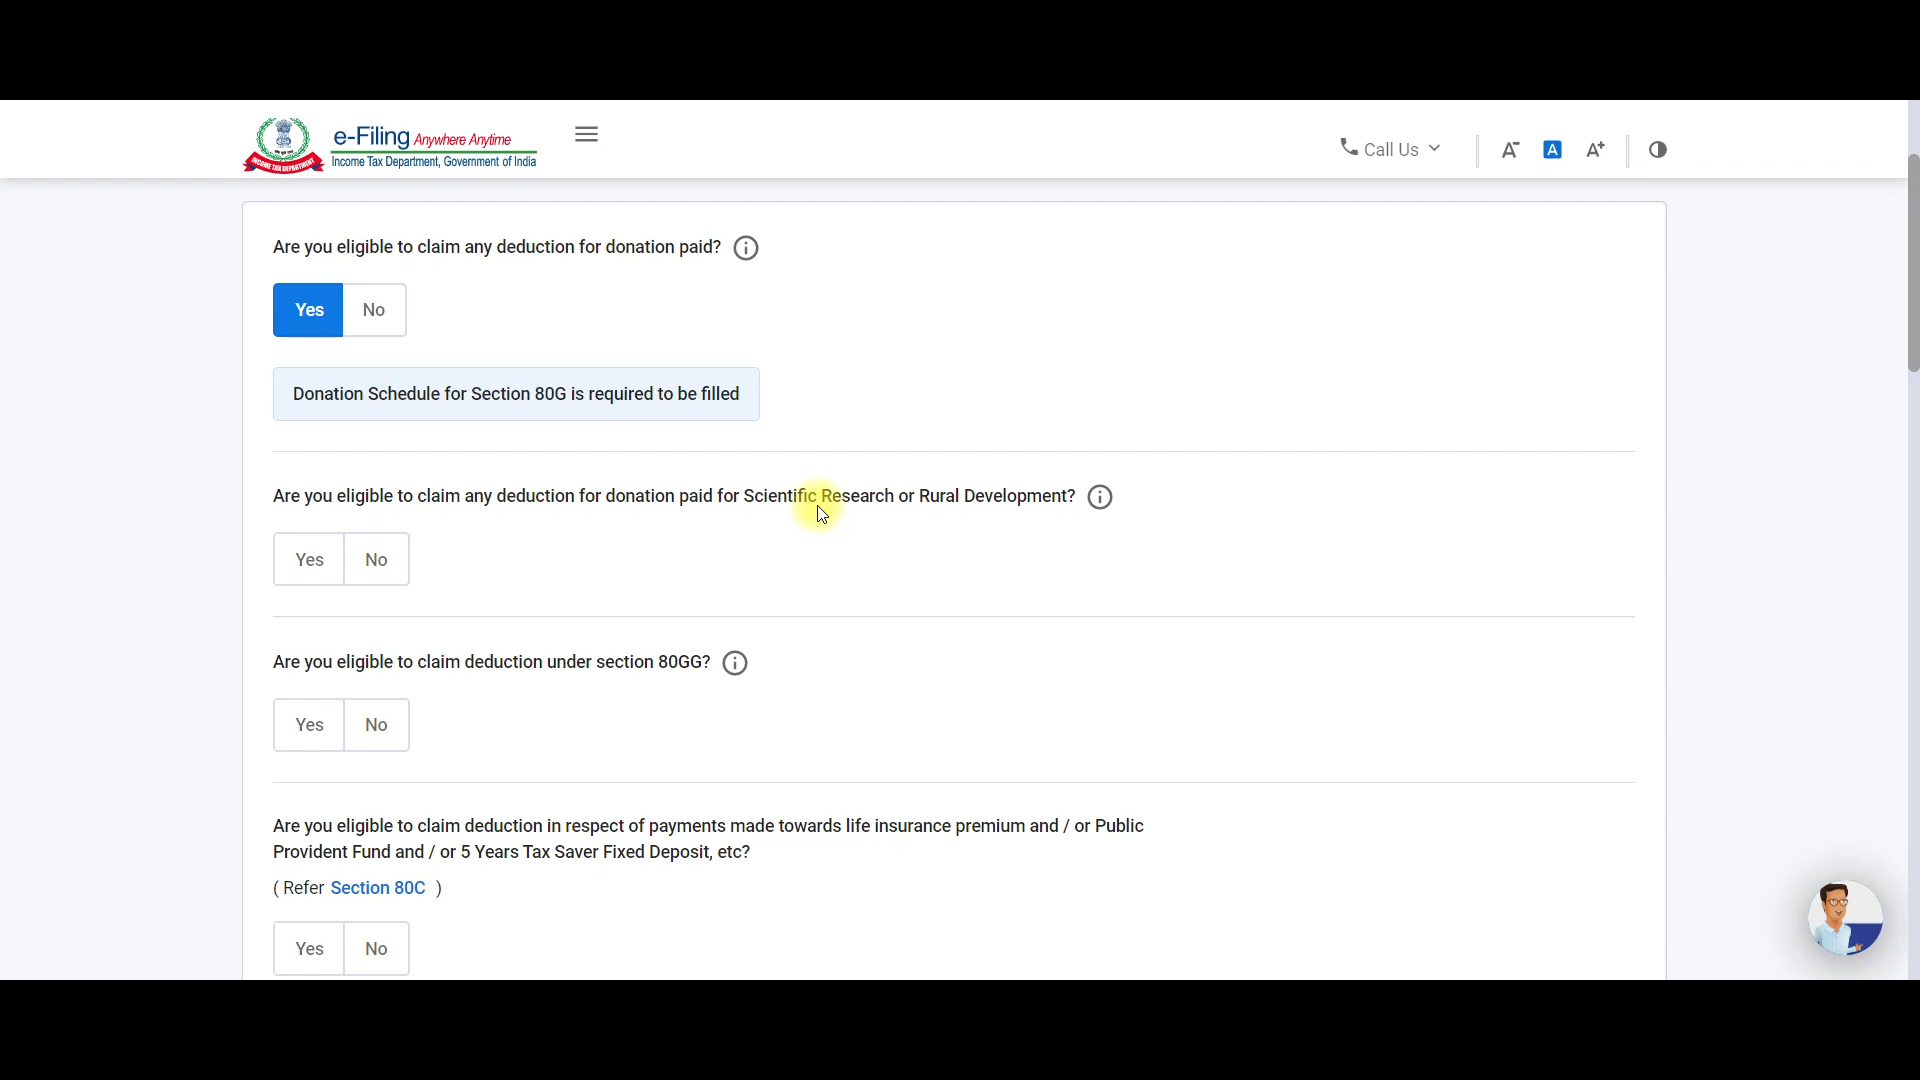 e-Filing Anywhere Anytime
Income Tax Department, Government of India
INCOME TAX DEPARTMENT
Call Us
A-
A
A+
Are you eligible to claim any deduction for donation paid?
Yes No
Donation Schedule for Section 80G is required to be filled
Are you eligible to claim any deduction for donation paid for Scientific Research or Rural Development?
Yes No
Are you eligible to claim deduction under section 80GG?
Yes No
Are you eligible to claim deduction in respect of payments made towards life insurance premium and / or Public
Provident Fund and / or 5 Years Tax Saver Fixed Deposit, etc?
( Refer Section 80C )
Yes No